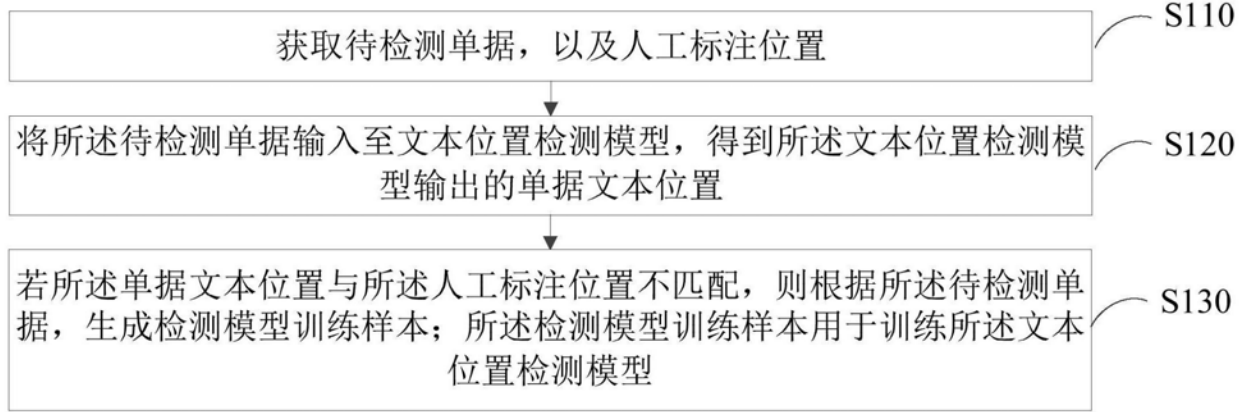 获取待检测单据，以及人工标注位置
S110
将所述待检测单据输入至文本位置检测模型，得到所述文本位置检测模
型输出的单据文本位置
S120
若所述单据文本位置与所述人工标注位置不匹配，则根据所述待检测单
据，生成检测模型训练样本；所述检测模型训练样本用于训练所述文本
位置检测模型
S130